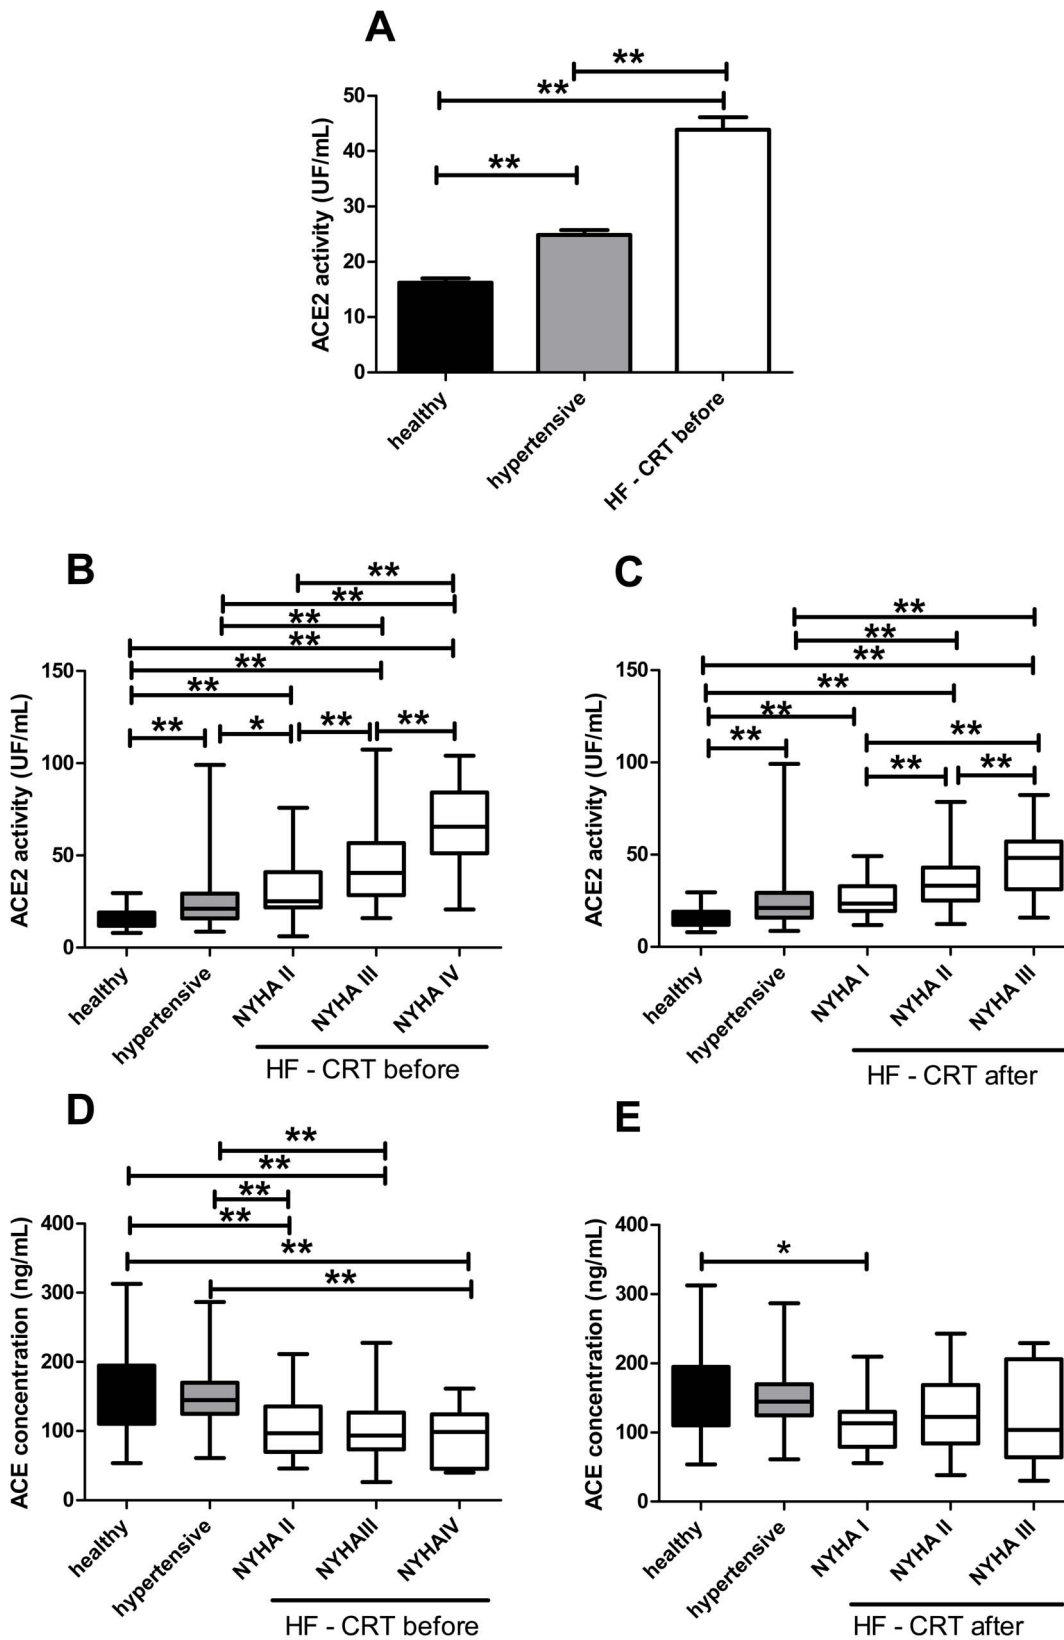 A
**
**
**
50
40
30
20
10
0
ACE2 activity (UF/mL)
healthy
hypertensive
HF - CRT before
B
**
**
**
**
**
**
**
*
**
**
150
100
50
0
ACE2 activity (UF/mL)
healthy
hypertensive
NYHA II
NYHA III
NYHA IV
HF - CRT before
C
**
**
**
**
**
**
**
**
**
150
100
50
0
ACE2 activity (UF/mL)
healthy
hypertensive
NYHA I
NYHA II
NYHA III
HF - CRT after
D
**
**
**
**
**
**
400
300
200
100
0
ACE concentration (ng/mL)
healthy
hypertensive
NYHA II
NYHAIII
NYHAIV
HF - CRT before
E
*
400
300
200
100
0
ACE concentration (ng/mL)
healthy
hypertensive
NYHA I
NYHA II
NYHA III
HF - CRT after